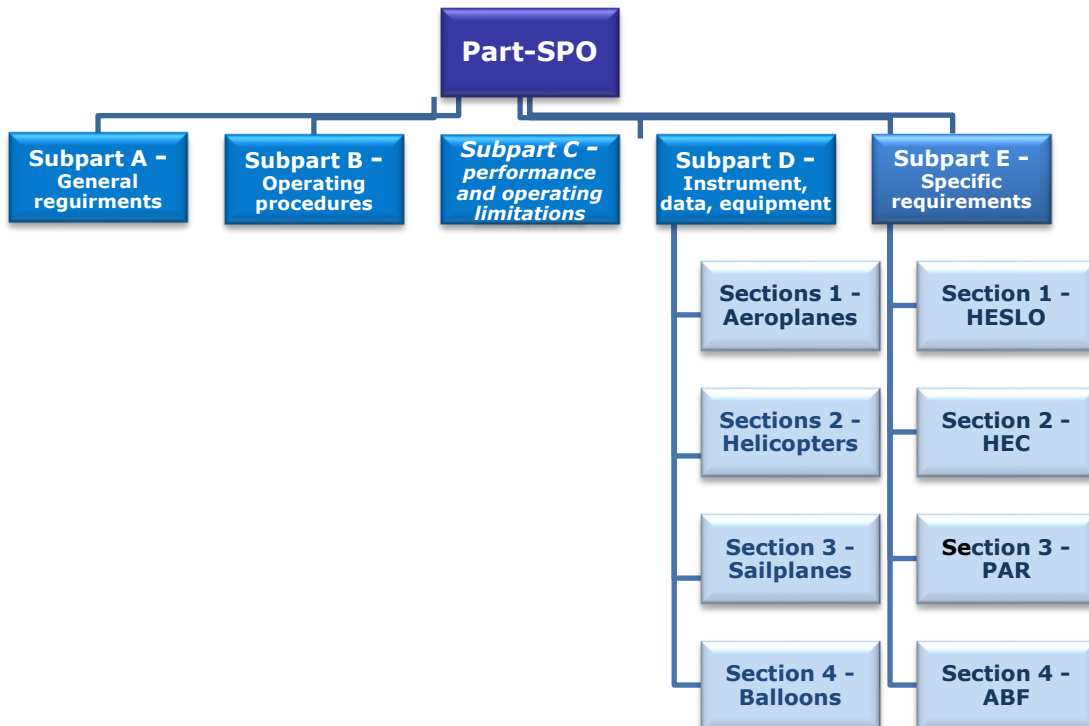 Part-SPO
Subpart A –
General
reguirments
Subpart B –
Operating
procedures
Subpart C –
performance
and operating
limitations
Subpart D –
Instrument,
data, equipment
Subpart E –
Specific
requirements
Sections 1 -
Aeroplanes
Sections 2 -
Helicopters
Section 3 -
Sailplanes
Section 4 -
Balloons
Section 1 -
HESLO
Section 2 -
HEC
Section 3 -
PAR
Section 4 -
ABF